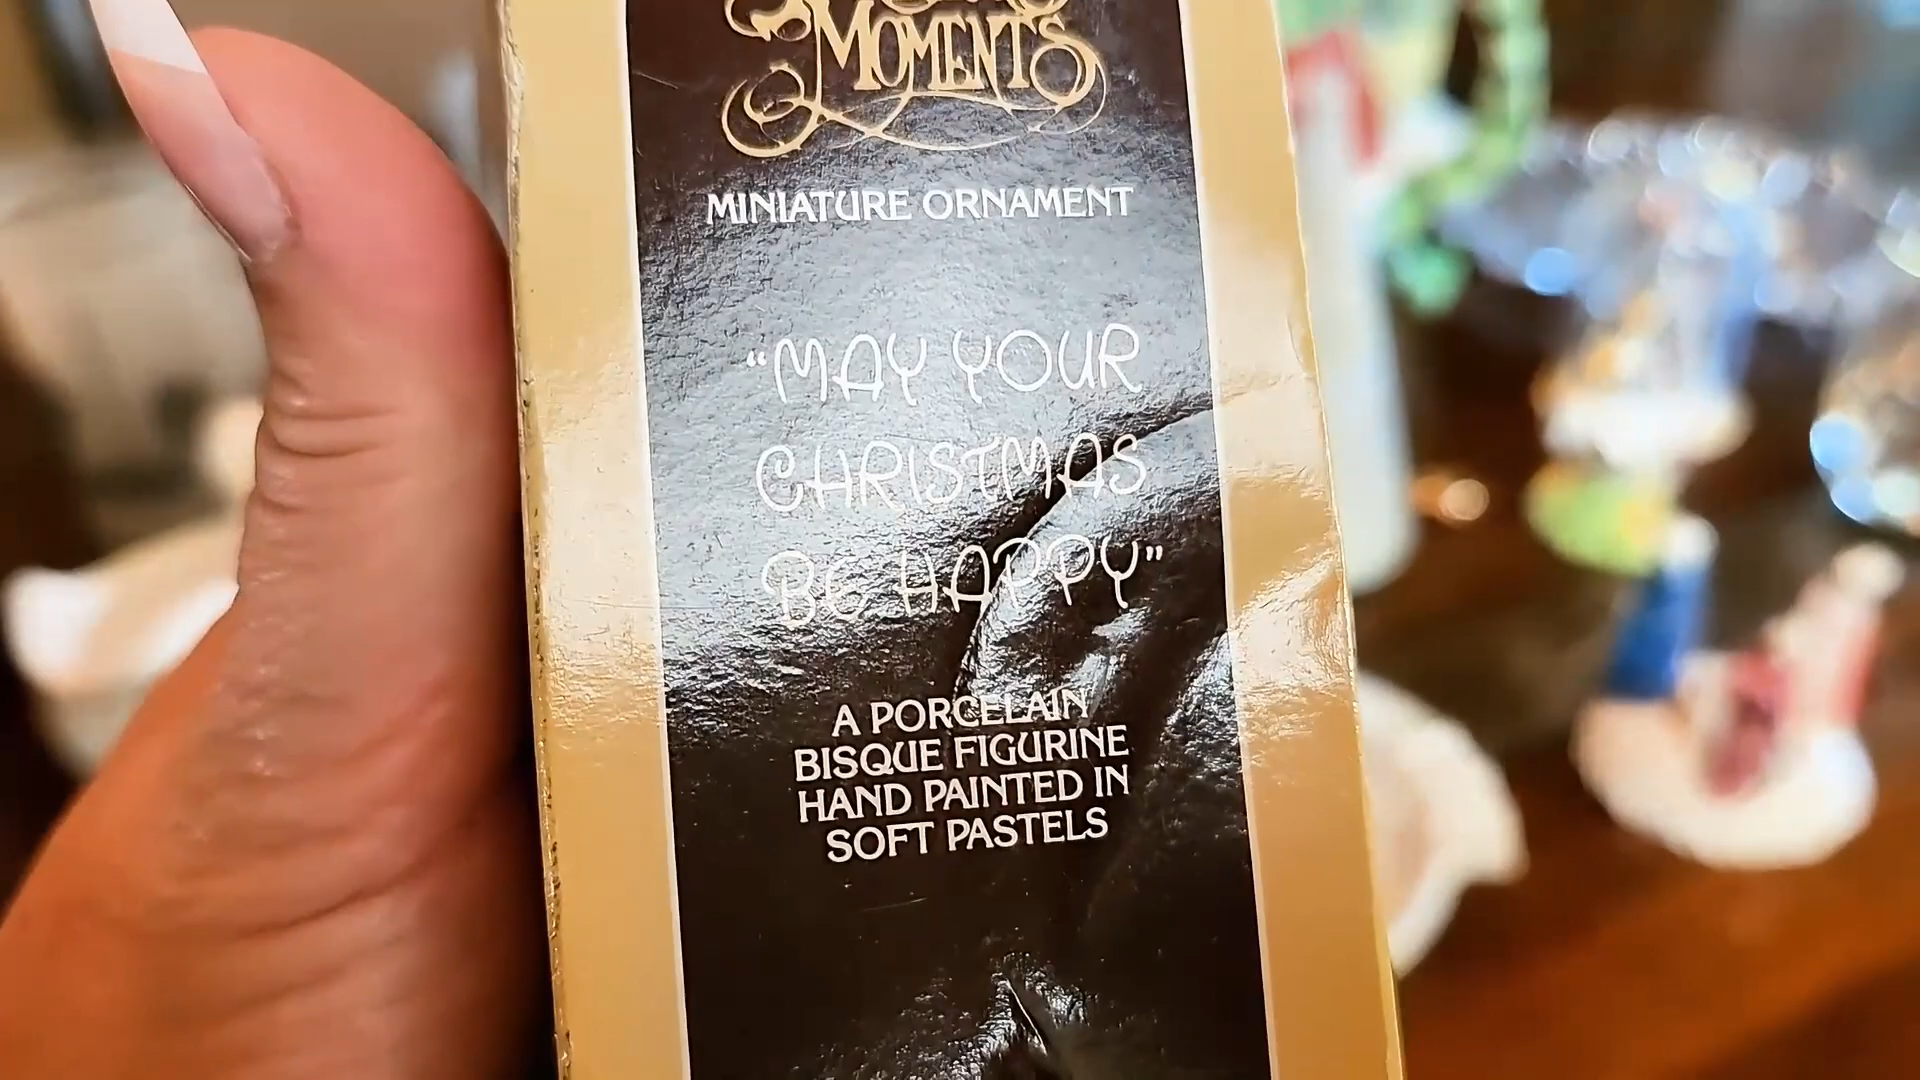 MOMENTS
MINIATURE ORNAMENT
"MAY YOUR
CHRISTMAS
BE HAPPY"
A PORCELAIN
BISQUE FIGURINE
HAND PAINTED IN
SOFT PASTELS